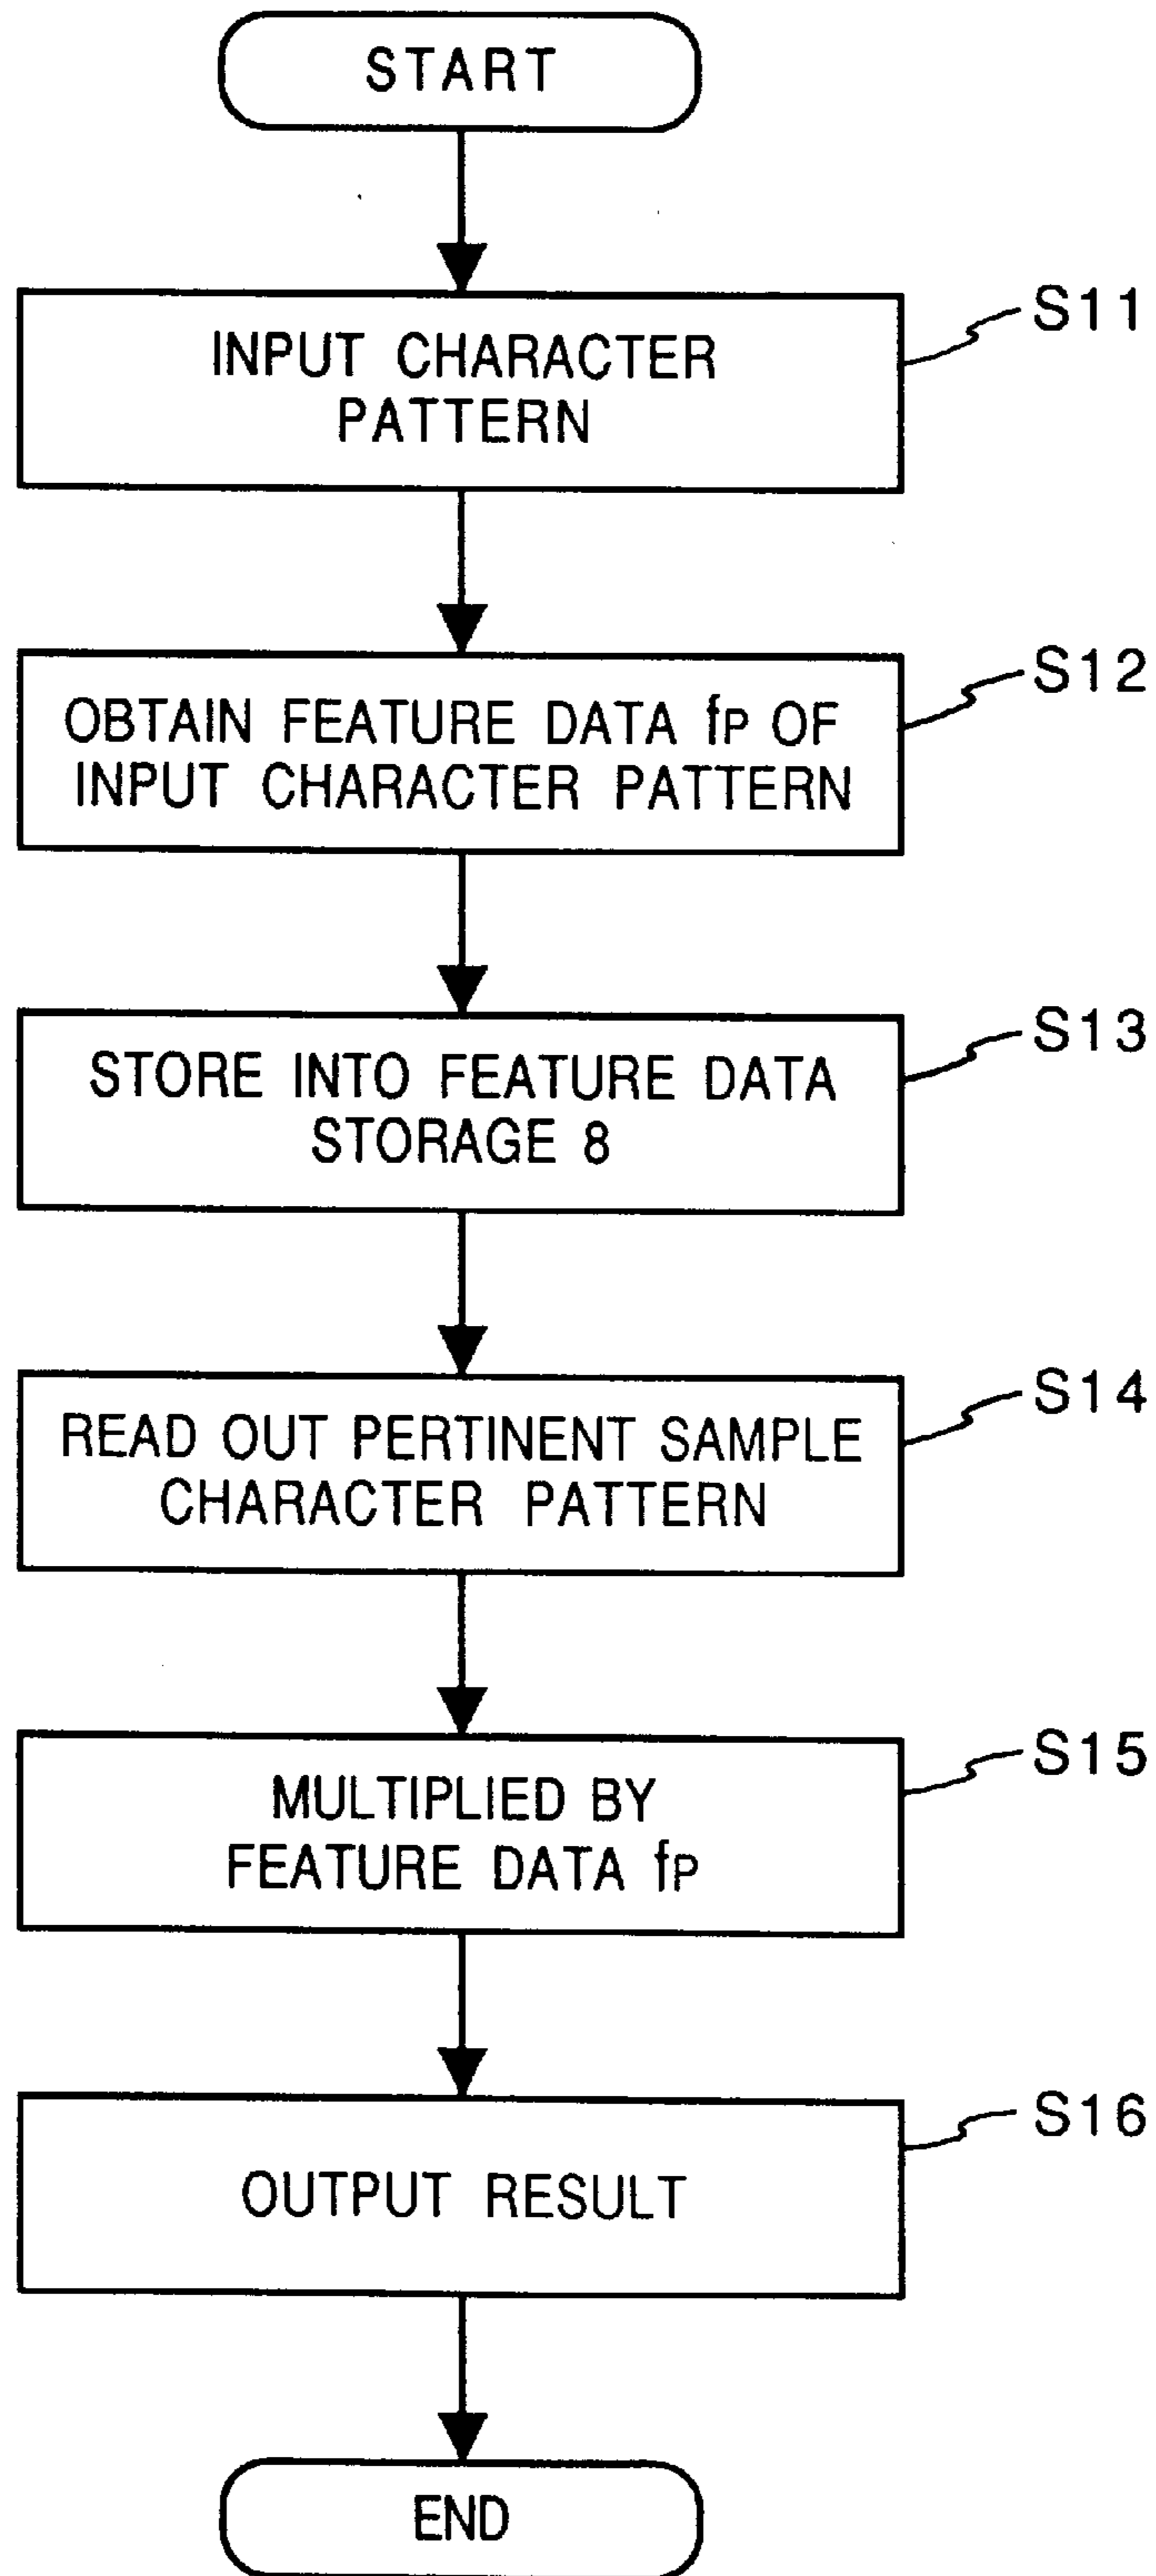 START
S11
INPUT CHARACTER
PATTERN
S12
OBTAIN FEATURE DATA fP OF
INPUT CHARACTER PATTERN
S13
STORE INTO FEATURE DATA
STORAGE 8
S14
READ OUT PERTINENT SAMPLE
CHARACTER PATTERN
S15
MULTIPLIED BY
FEATURE DATA fP
S16
OUTPUT RESULT
END